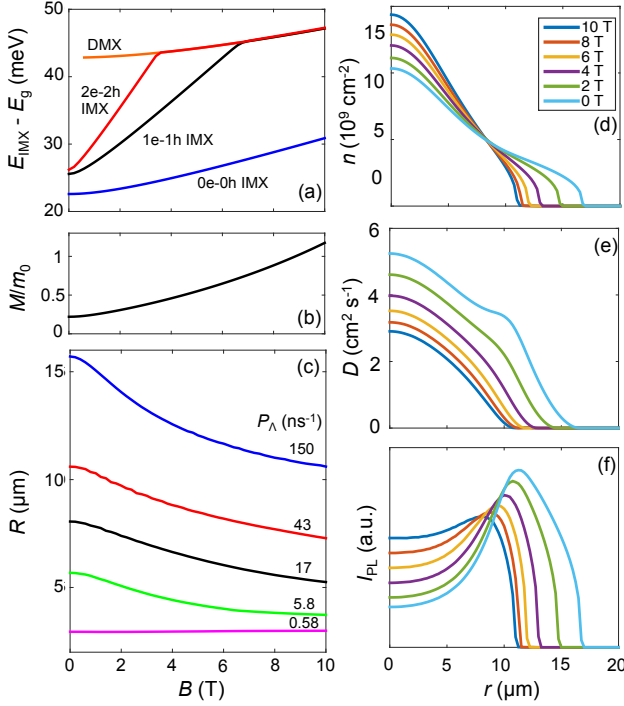 E_IMX - E_g (meV)
50
40
30
20
DMX
2e-2h
IMX
1e-1h IMX
0e-0h IMX
(a)
M/m_0
1
0.5
0
(b)
R (μm)
15
10
5
(c)
P_Λ (ns^-1)
150
43
17
5.8
0.58
0 2 4 6 8 10
B (T)
n (10^9 cm^-2)
15
10
5
0
10 T
8 T
6 T
4 T
2 T
0 T
(d)
D (cm^2 s^-1)
6
4
2
0
(e)
I_PL (a.u.)
(f)
0 5 10 15 20
r (μm)